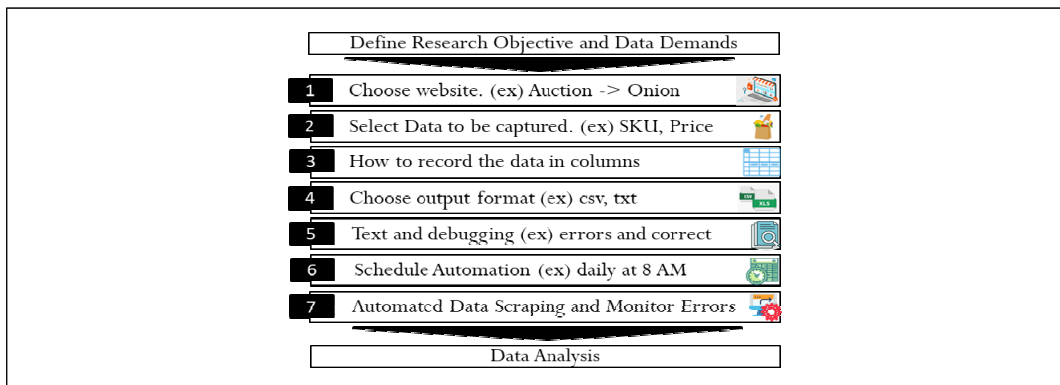 Define Research Objective and Data Demands
1 Choose website. (ex) Auction -> Onion
2 Select Data to be captured. (ex) SKU, Price
3 How to record the data in columns
4 Choose output format (ex) csv, txt
CSV
XLS
5 Text and debugging (ex) errors and correct
6 Schedule Automation (ex) daily at 8 AM
7 Automated Data Scraping and Monitor Errors
Data Analysis